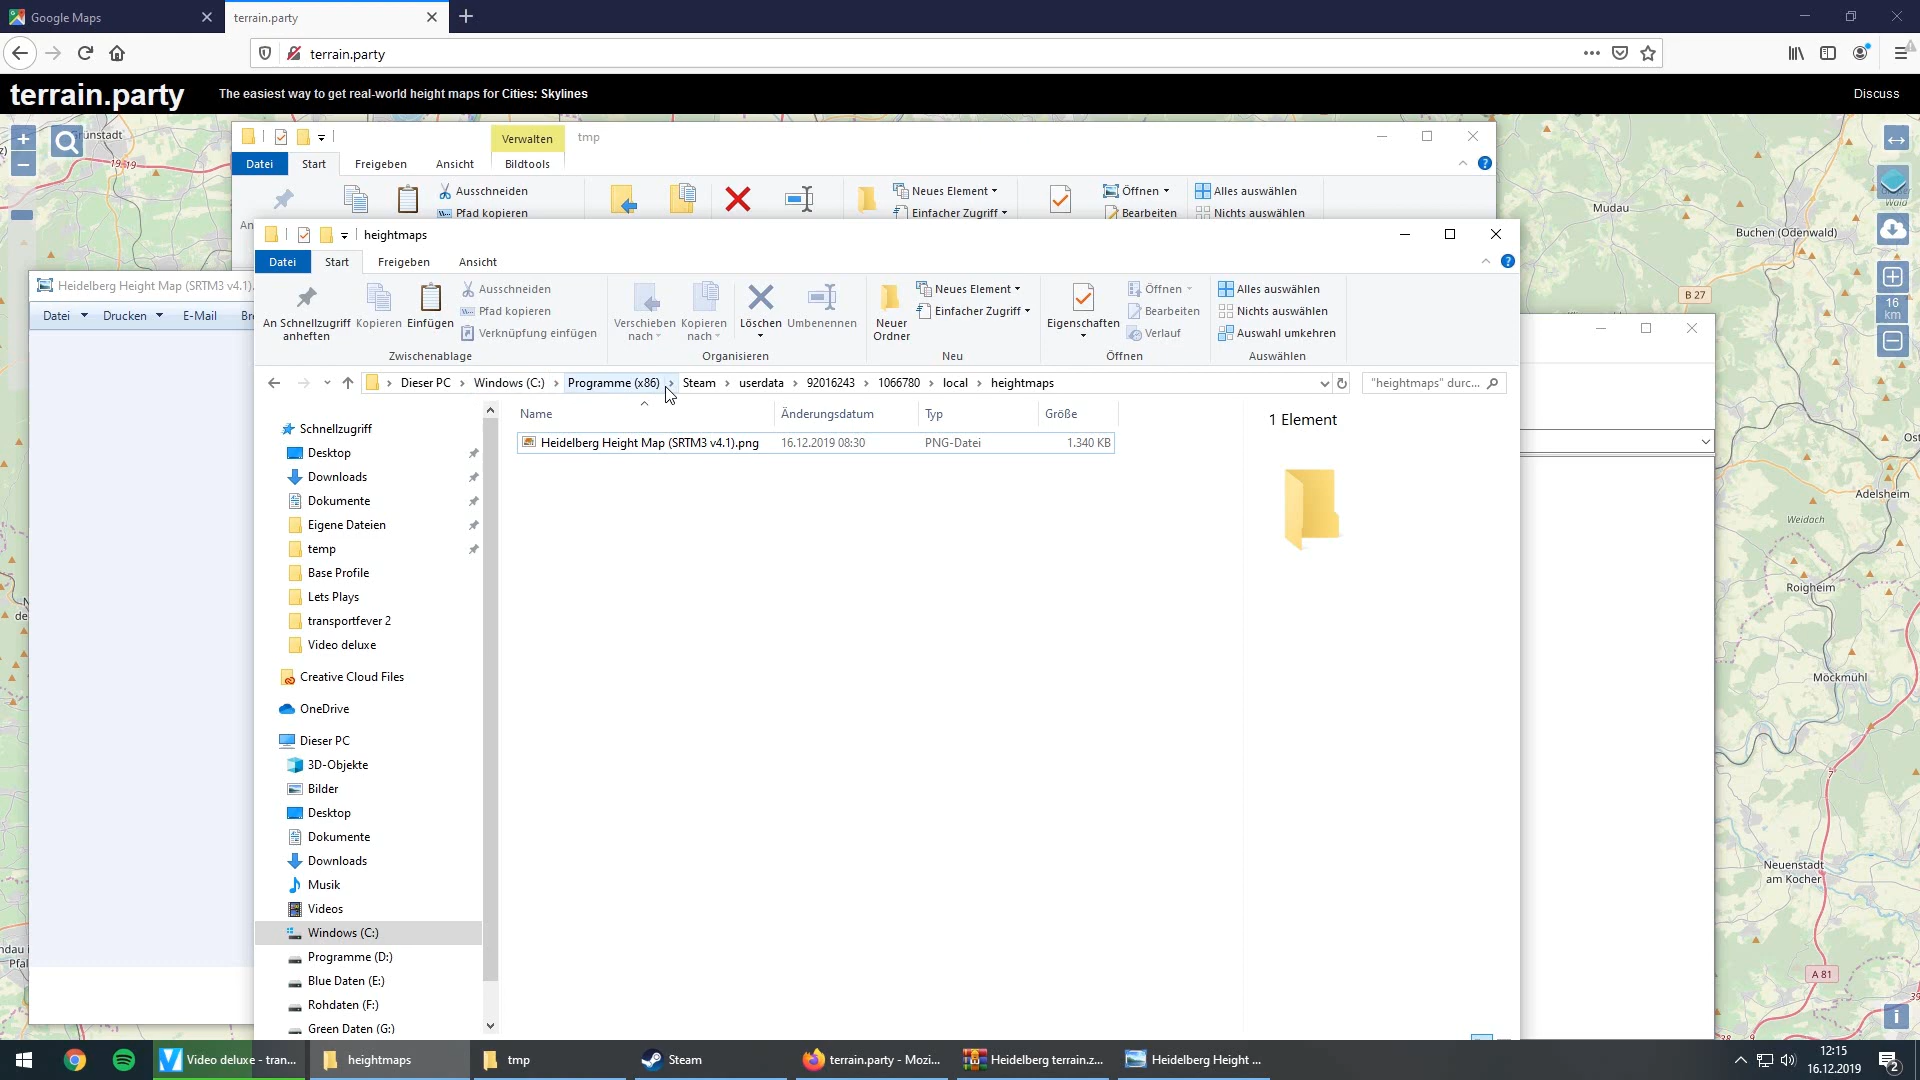 Google Maps
terrain.party
terrain.party
terrain.party
The easiest way to get real-world height maps for Cities: Skylines
Discuss
Grünstadt
Verwalten
tmp
Datei
Start
Freigeben
Ansicht
Bildtools
Ausschneiden
Pfad kopieren
Neues Element
Einfacher Zugriff
Öffnen
Bearbeiten
Alles auswählen
Nichts auswählen
Mudau
Buchen (Odenwald)
B 27
16
km
heightmaps
Datei
Start
Freigeben
Ansicht
Heidelberg Height Map (SRTM3 v4.1)
Datei
Drucken
E-Mail
An Schnellzugriff
anheften
Kopieren
Einfügen
Ausschneiden
Pfad kopieren
Verknüpfung einfügen
Zwischenablage
Verschieben
nach
Kopieren
nach
Löschen
Umbenennen
Organisieren
Neuer
Ordner
Neues Element
Einfacher Zugriff
Neu
Eigenschaften
Öffnen
Bearbeiten
Verlauf
Öffnen
Alles auswählen
Nichts auswählen
Auswahl umkehren
Auswählen
Dieser PC > Windows (C:) > Programme (x86) > Steam > userdata > 92016243 > 1066780 > local > heightmaps
"heightmaps" durc...
Name
Änderungsdatum
Typ
Größe
Heidelberg Height Map (SRTM3 v4.1).png
16.12.2019 08:30
PNG-Datei
1.340 KB
1 Element
Schnellzugriff
Desktop
Downloads
Dokumente
Eigene Dateien
temp
Base Profile
Lets Plays
transportfever 2
Video deluxe
Creative Cloud Files
OneDrive
Dieser PC
3D-Objekte
Bilder
Desktop
Dokumente
Downloads
Musik
Videos
Windows (C:)
Programme (D:)
Blue Daten (E:)
Rohdaten (F:)
Green Daten (G:)
Adelsheim
Weidach
Roigheim
Möckmühl
7
Neuenstadt
am Kocher
A 81
Video deluxe - tran...
heightmaps
tmp
Steam
terrain.party - Mozi...
Heidelberg terrain.z...
Heidelberg Height ...
12:15
16.12.2019
2